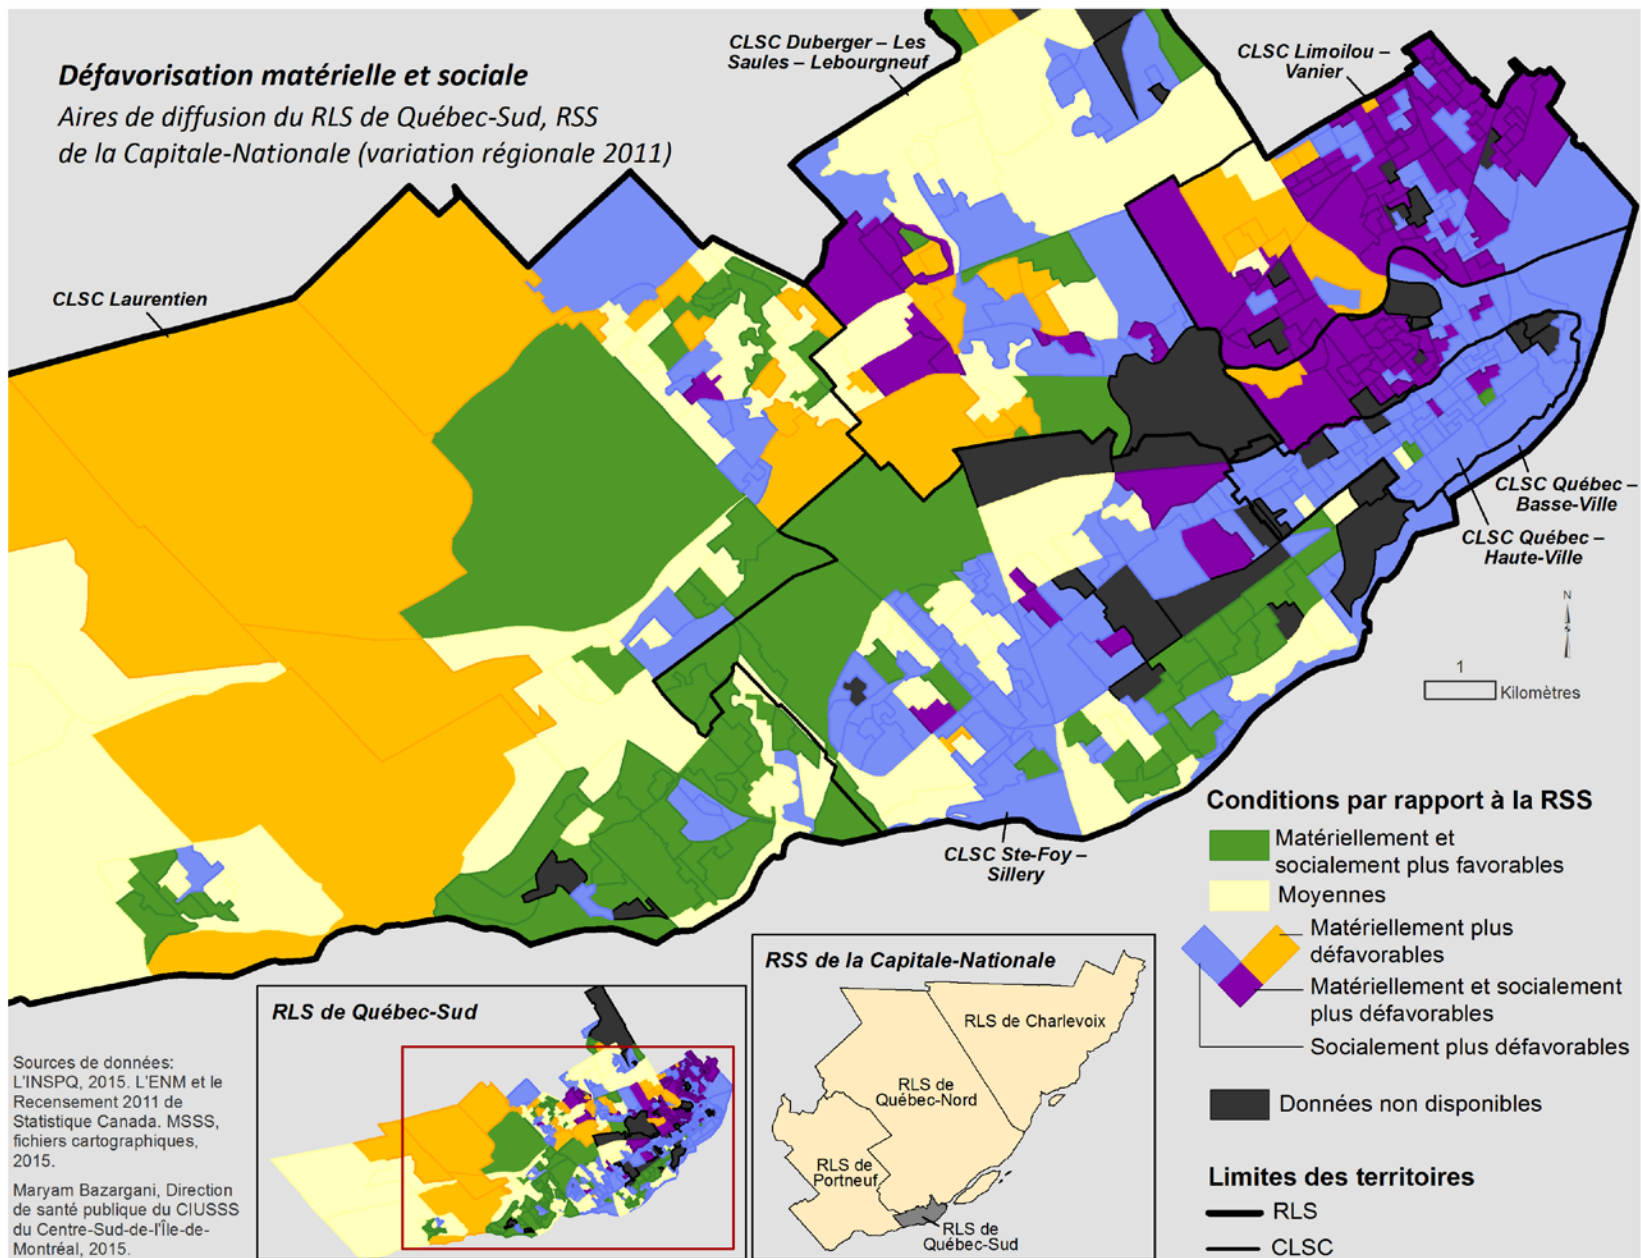 Défavorisation matérielle et sociale
Aires de diffusion du RLS de Québec-Sud, RSS
de la Capitale-Nationale (variation régionale 2011)
CLSC Duberger – Les
Saules – Lebourgneuf
CLSC Limoilou –
Vanier
CLSC Laurentien
CLSC Québec –
Basse-Ville
CLSC Québec –
Haute-Ville
N
1
Kilomètres
CLSC Ste-Foy –
Sillery
Conditions par rapport à la RSS
Matériellement et
socialement plus favorables
Moyennes
Matériellement plus
défavorables
Matériellement et socialement
plus défavorables
Socialement plus défavorables
Données non disponibles
Limites des territoires
RLS
CLSC
RLS de Québec-Sud
RSS de la Capitale-Nationale
RLS de Charlevoix
RLS de
Québec-Nord
RLS de
Portneuf
RLS de
Québec-Sud
Sources de données:
L'INSPQ, 2015. L'ENM et le
Recensement 2011 de
Statistique Canada. MSSS,
fichiers cartographiques,
2015.
Maryam Bazargani, Direction
de santé publique du CIUSSS
du Centre-Sud-de-l'Île-de-
Montréal, 2015.